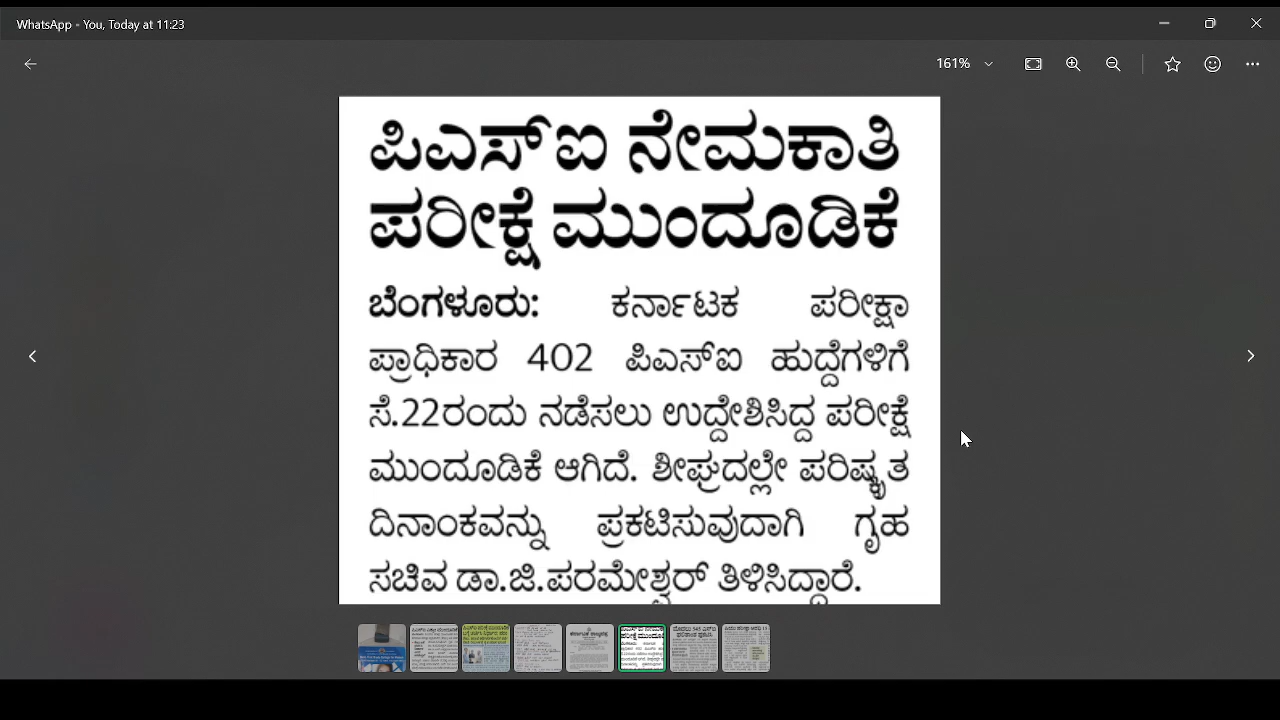 WhatsApp - You, Today at 11:23
161%
ಪಿಎಸ್‌ಐ ನೇಮಕಾತಿ
ಪರೀಕ್ಷೆ ಮುಂದೂಡಿಕೆ
ಬೆಂಗಳೂರು: ಕರ್ನಾಟಕ ಪರೀಕ್ಷಾ
ಪ್ರಾಧಿಕಾರ 402 ಪಿಎಸ್‌ಐ ಹುದ್ದೆಗಳಿಗೆ
ಸೆ.22ರಂದು ನಡೆಸಲು ಉದ್ದೇಶಿಸಿದ್ದ ಪರೀಕ್ಷೆ
ಮುಂದೂಡಿಕೆ ಆಗಿದೆ. ಶೀಘ್ರದಲ್ಲೇ ಪರಿಷ್ಕೃತ
ದಿನಾಂಕವನ್ನು ಪ್ರಕಟಿಸುವುದಾಗಿ ಗೃಹ
ಸಚಿವ ಡಾ.ಜಿ.ಪರಮೇಶ್ವರ್ ತಿಳಿಸಿದ್ದಾರೆ.